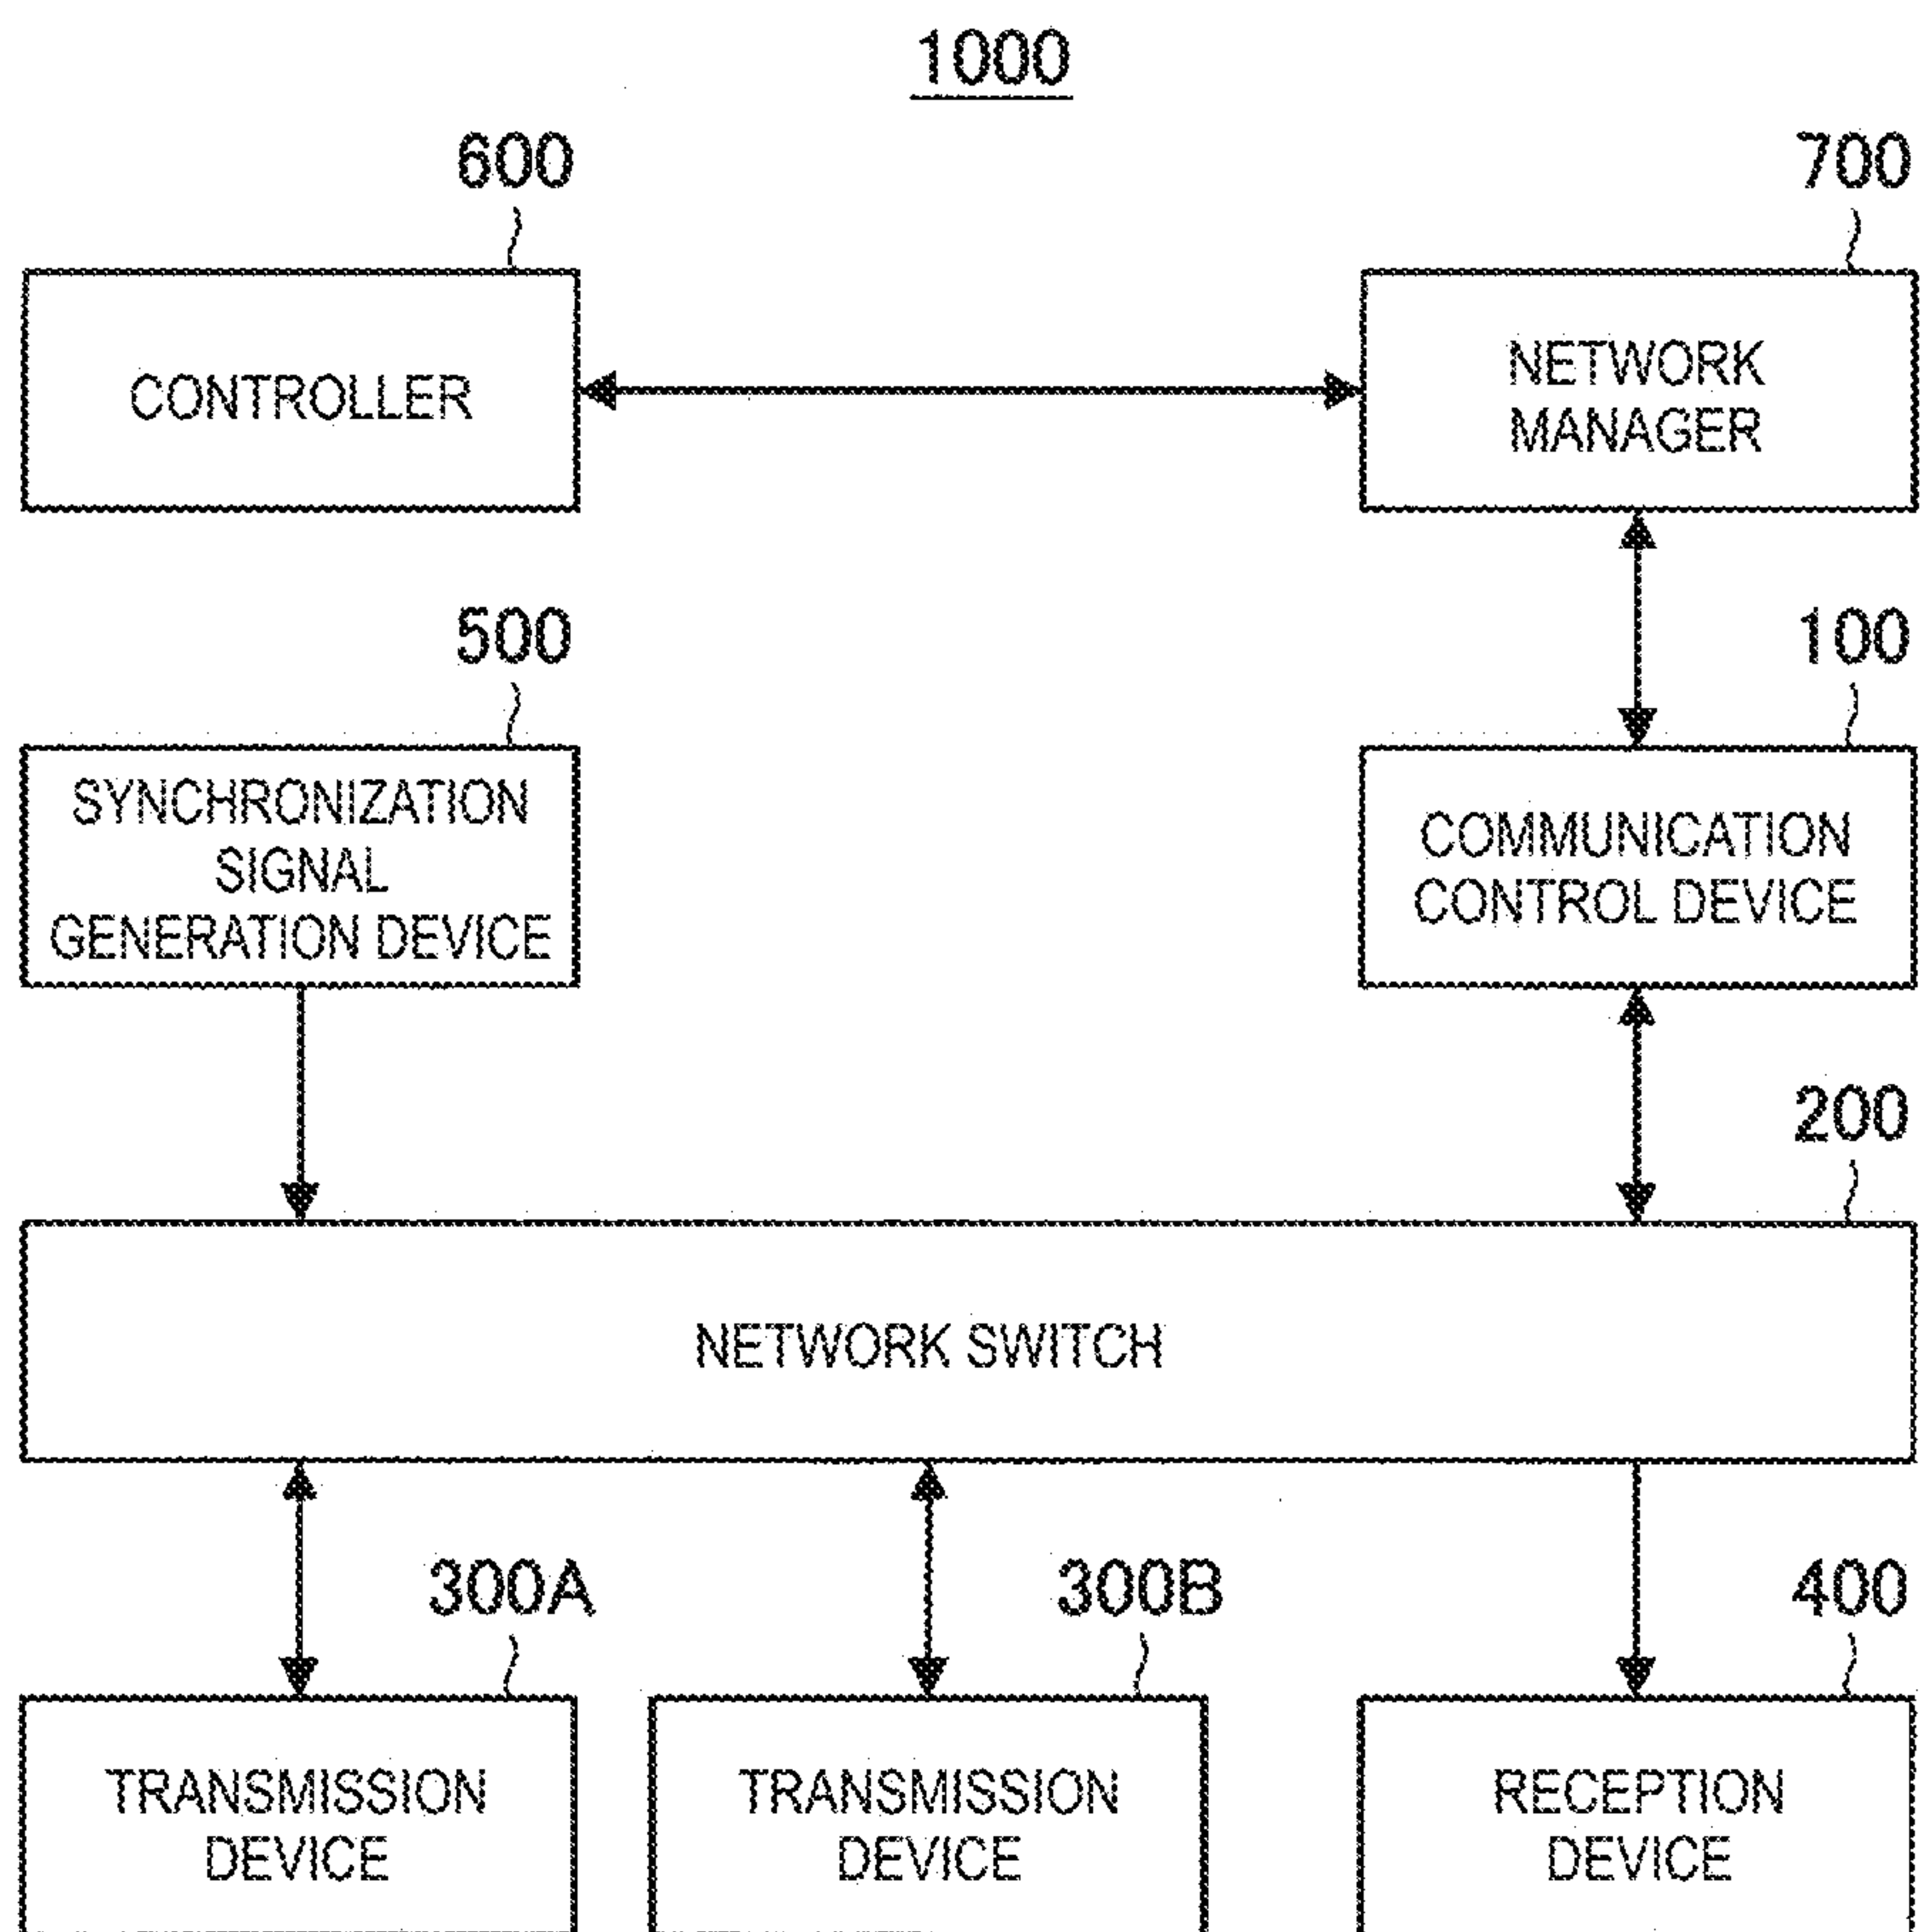 1000
600
700
CONTROLLER
NETWORK
MANAGER
500
100
SYNCHRONIZATION
SIGNAL
GENERATION DEVICE
COMMUNICATION
CONTROL DEVICE
200
NETWORK SWITCH
300A
300B
400
TRANSMISSION
DEVICE
TRANSMISSION
DEVICE
RECEPTION
DEVICE